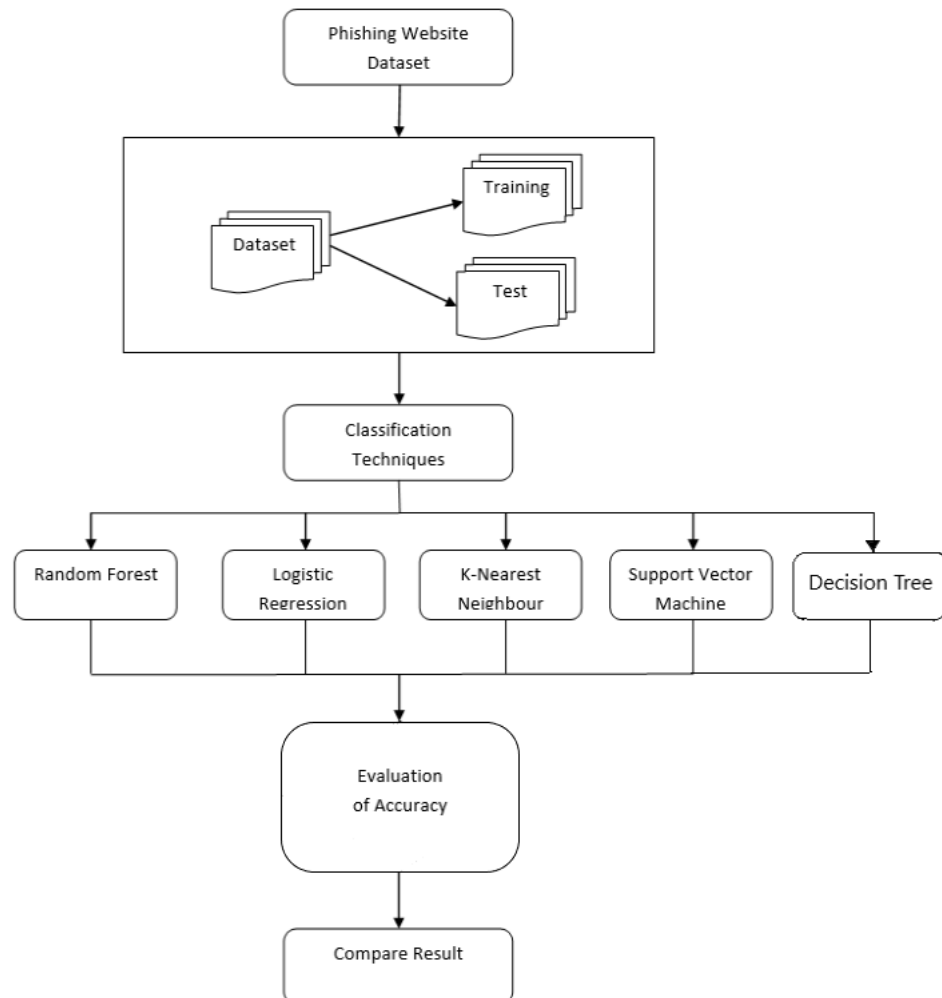 Phishing Website
Dataset
Training
Dataset
Test
Classification
Techniques
Random Forest
Logistic
Regression
K-Nearest
Neighbour
Support Vector
Machine
Decision Tree
Evaluation
of Accuracy
Compare Result